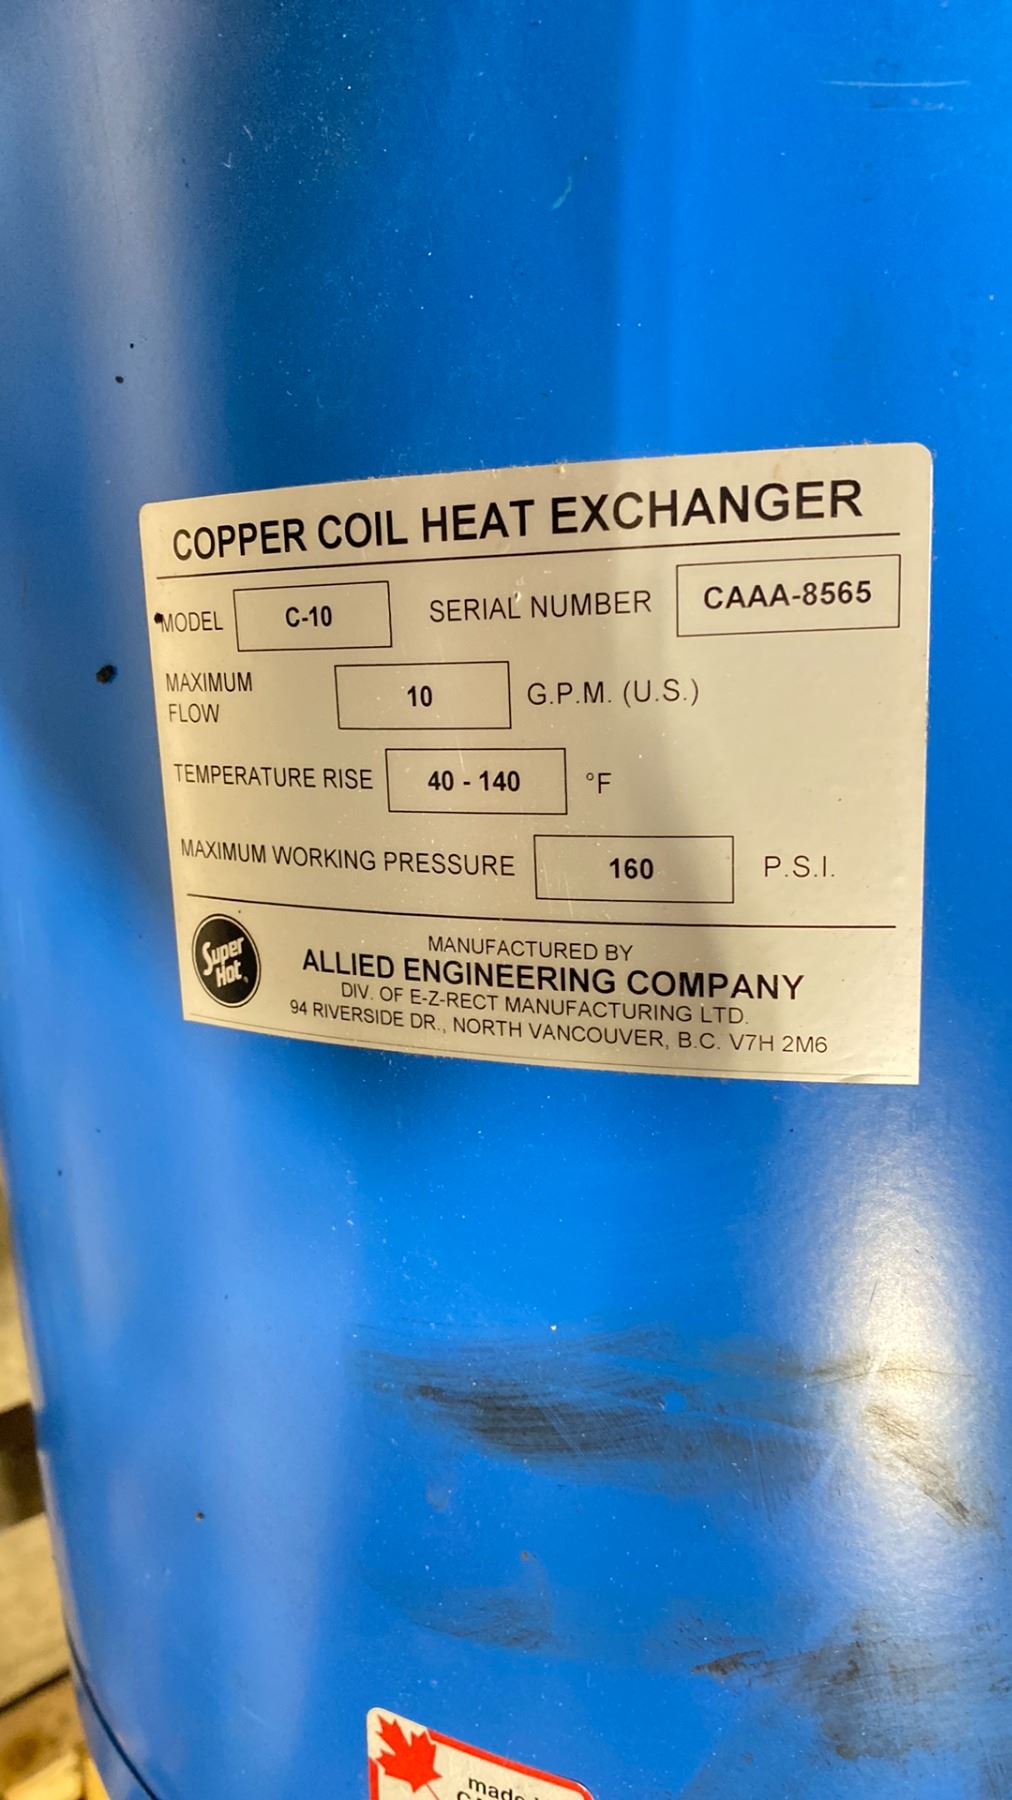 COPPER COIL HEAT EXCHANGER
MODEL C-10 SERIAL NUMBER CAAA-8565
MAXIMUM
FLOW 10 G.P.M. (U.S.)
TEMPERATURE RISE 40 - 140 °F
MAXIMUM WORKING PRESSURE 160 P.S.I.
Super
Hot
MANUFACTURED BY
ALLIED ENGINEERING COMPANY
DIV. OF E-Z-RECT MANUFACTURING LTD.
94 RIVERSIDE DR., NORTH VANCOUVER, B.C. V7H 2M6
made